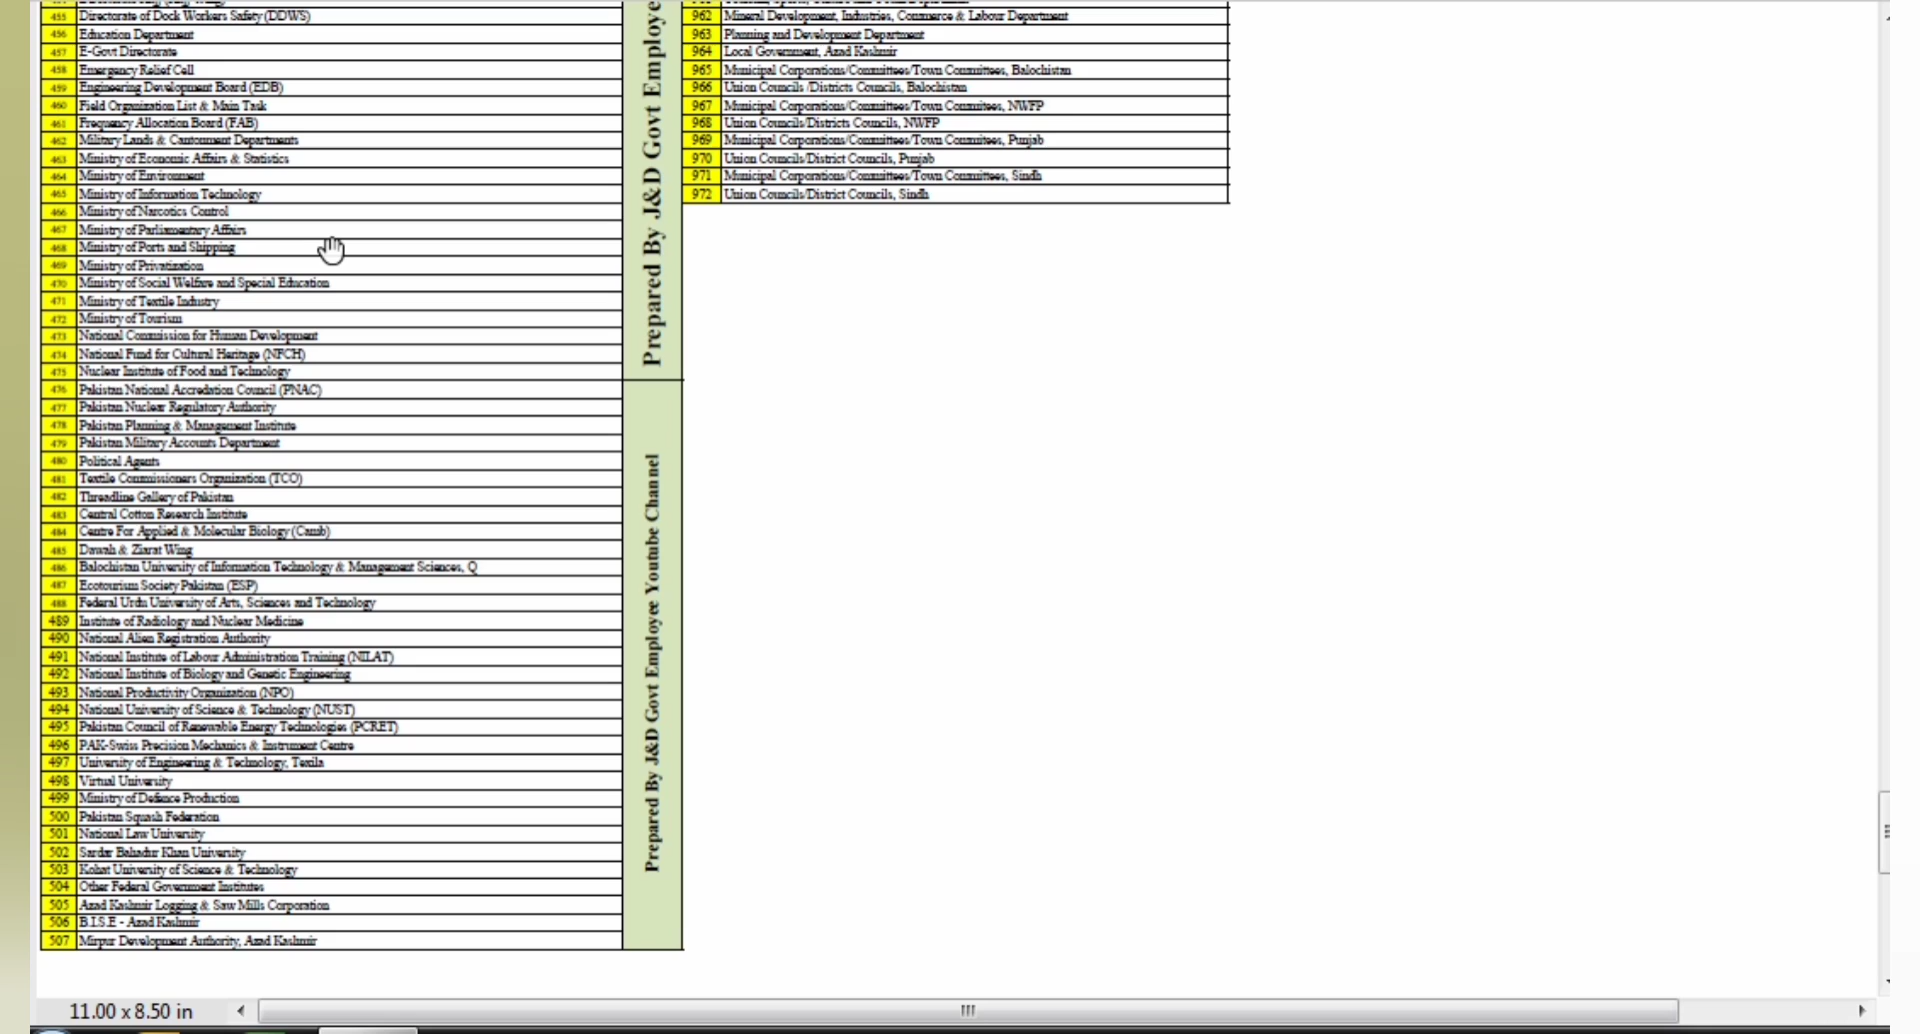 455 Directorate of Dock Workers Safety (DDWS)
456 Education Department
457 E-Govt Directorate
458 Emergency Relief Cell
459 Engineering Development Board (EDB)
460 Field Organization List & Main Task
461 Frequency Allocation Board (FAB)
462 Military Lands & Cantonment Departments
463 Ministry of Economic Affairs & Statistics
464 Ministry of Environment
465 Ministry of Information Technology
466 Ministry of Narcotics Control
467 Ministry of Parliamentary Affairs
468 Ministry of Ports and Shipping
469 Ministry of Privatization
470 Ministry of Social Welfare and Special Education
471 Ministry of Textile Industry
472 Ministry of Tourism
473 National Commission for Human Development
474 National Fund for Cultural Heritage (NFCH)
475 Nuclear Institute of Food and Technology
476 Pakistan National Accredation Council (PNAC)
477 Pakistan Nuclear Regulatory Authority
478 Pakistan Planning & Management Institute
479 Pakistan Military Accounts Department
480 Political Agents
481 Textile Commissioners Organization (TCO)
482 Threadline Gallery of Pakistan
483 Central Cotton Research Institute
484 Centre For Applied & Molecular Biology (Camb)
485 Dawah & Ziarat Wing
486 Balochistan University of Information Technology & Management Sciences, Q
487 Ecotourism Society Pakistan (ESP)
488 Federal Urdu University of Arts, Sciences and Technology
489 Institute of Radiology and Nuclear Medicine
490 National Alien Registration Authority
491 National Institute of Labour Administration Training (NILAT)
492 National Institute of Biology and Genetic Engineering
493 National Productivity Organization (NPO)
494 National University of Science & Technology (NUST)
495 Pakistan Council of Renewable Energy Technologies (PCRET)
496 PAK-Swiss Precision Mechanics & Instrument Centre
497 University of Engineering & Technology, Texila
498 Virtual University
499 Ministry of Defence Production
500 Pakistan Squash Federation
501 National Law University
502 Sardar Bahadur Khan University
503 Kohat University of Science & Technology
504 Other Federal Government Institutes
505 Azad Kashmir Logging & Saw Mills Corporation
506 B.I.S.E - Azad Kashmir
507 Mirpur Development Authority, Azad Kashmir
Prepared By J&D Govt Employe
Prepared By J&D Govt Employee Youtube Channel
962 Mineral Development, Industries, Commerce & Labour Department
963 Planning and Development Department
964 Local Government, Azad Kashmir
965 Municipal Corporations/Committees/Town Committees, Balochistan
966 Union Councils /Districts Councils, Balochistan
967 Municipal Corporations/Committees/Town Committees, NWFP
968 Union Councils/Districts Councils, NWFP
969 Municipal Corporations/Committees/Town Committees, Punjab
970 Union Councils/District Councils, Punjab
971 Municipal Corporations/Committees/Town Committees, Sindh
972 Union Councils/District Councils, Sindh
11.00 x 8.50 in